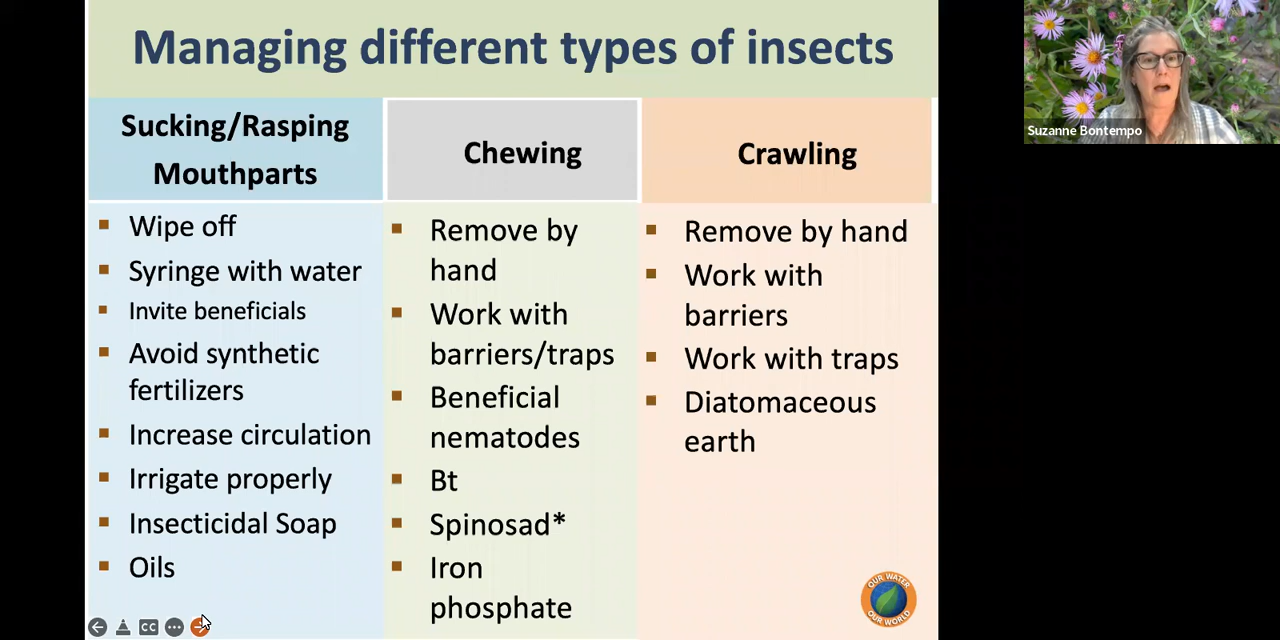 Managing different types of insects
Sucking/Rasping
Mouthparts
Wipe off
Syringe with water
Invite beneficials
Avoid synthetic
fertilizers
Increase circulation
Irrigate properly
Insecticidal Soap
Oils
Chewing
Remove by
hand
Work with
barriers/traps
Beneficial
nematodes
Bt
Spinosad*
Iron
phosphate
Crawling
Remove by hand
Work with
barriers
Work with traps
Diatomaceous
earth
OUR WATER
OUR WORLD
CC
Suzanne Bontempo